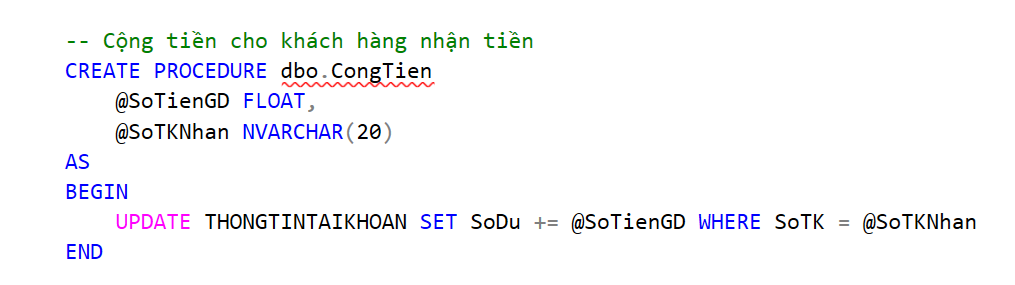 -- Cộng tiền cho khách hàng nhận tiền
CREATE PROCEDURE dbo.CongTien
    @SoTienGD FLOAT,
    @SoTKNhan NVARCHAR(20)
AS
BEGIN
    UPDATE THONGTINTAIKHOAN SET SoDu += @SoTienGD WHERE SoTK = @SoTKNhan
END